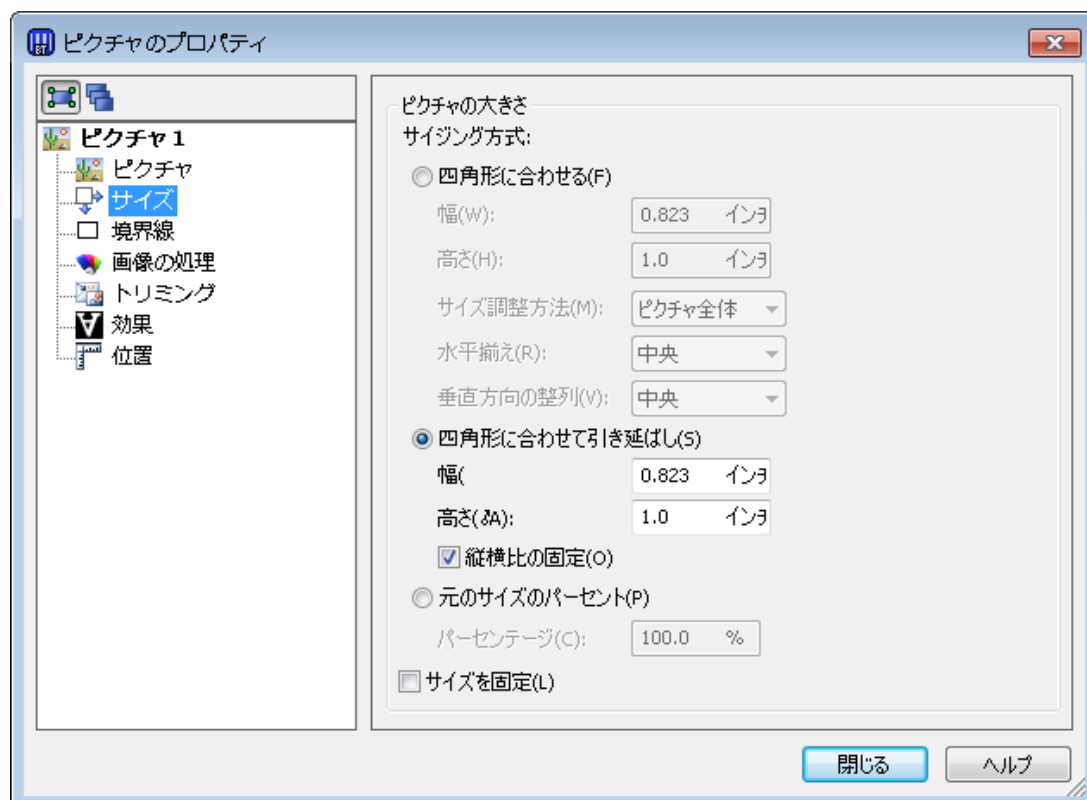 ピクチャのプロパティ
ピクチャ 1
ピクチャ
サイズ
境界線
画像の処理
トリミング
効果
位置
ピクチャの大きさ
サイジング方式:
四角形に合わせる(F)
幅(W): 0.823 インチ
高さ(H): 1.0 インチ
サイズ調整方法(M): ピクチャ全体
水平揃え(R): 中央
垂直方向の整列(V): 中央
四角形に合わせて引き延ばし(S)
幅( 0.823 インチ
高さ(&A): 1.0 インチ
縦横比の固定(O)
元のサイズのパーセント(P)
パーセンテージ(C): 100.0 %
サイズを固定(L)
閉じる
ヘルプ